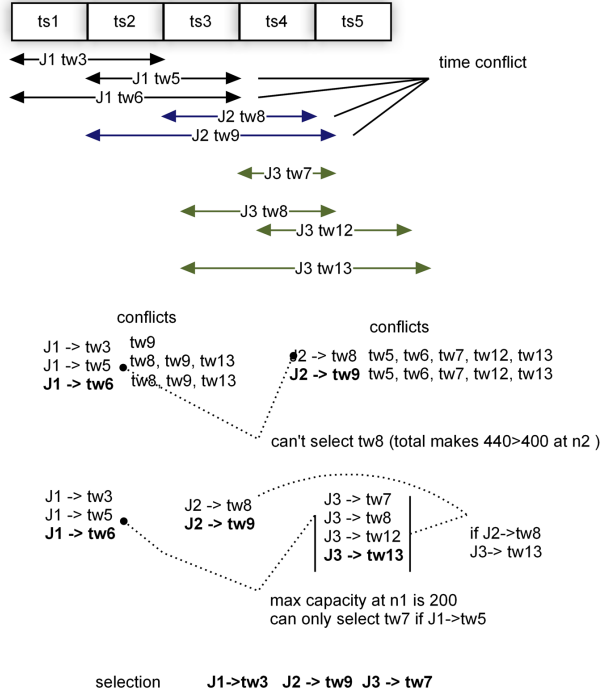 ts1 ts2 ts3 ts4 ts5
J1 tw3
time conflict
J1 tw5
J1 tw6
J2 tw8
J2 tw9
J3 tw7
J3 tw8
J3 tw12
J3 tw13
conflicts
J1 -> tw3 tw9
J1 -> tw5 tw8, tw9, tw13
J1 -> tw6 tw8, tw9, tw13
conflicts
J2 -> tw8 tw5, tw6, tw7, tw12, tw13
J2 -> tw9 tw5, tw6, tw7, tw12, tw13
can't select tw8 (total makes 440>400 at n2 )
J1 -> tw3
J1 -> tw5
J1 -> tw6
J2 -> tw8
J2 -> tw9
J3 -> tw7
J3 -> tw8
J3 -> tw12
J3 -> tw13
if J2->tw8
J3-> tw13
max capacity at n1 is 200
can only select tw7 if J1->tw5
selection J1->tw3 J2 -> tw9 J3 -> tw7